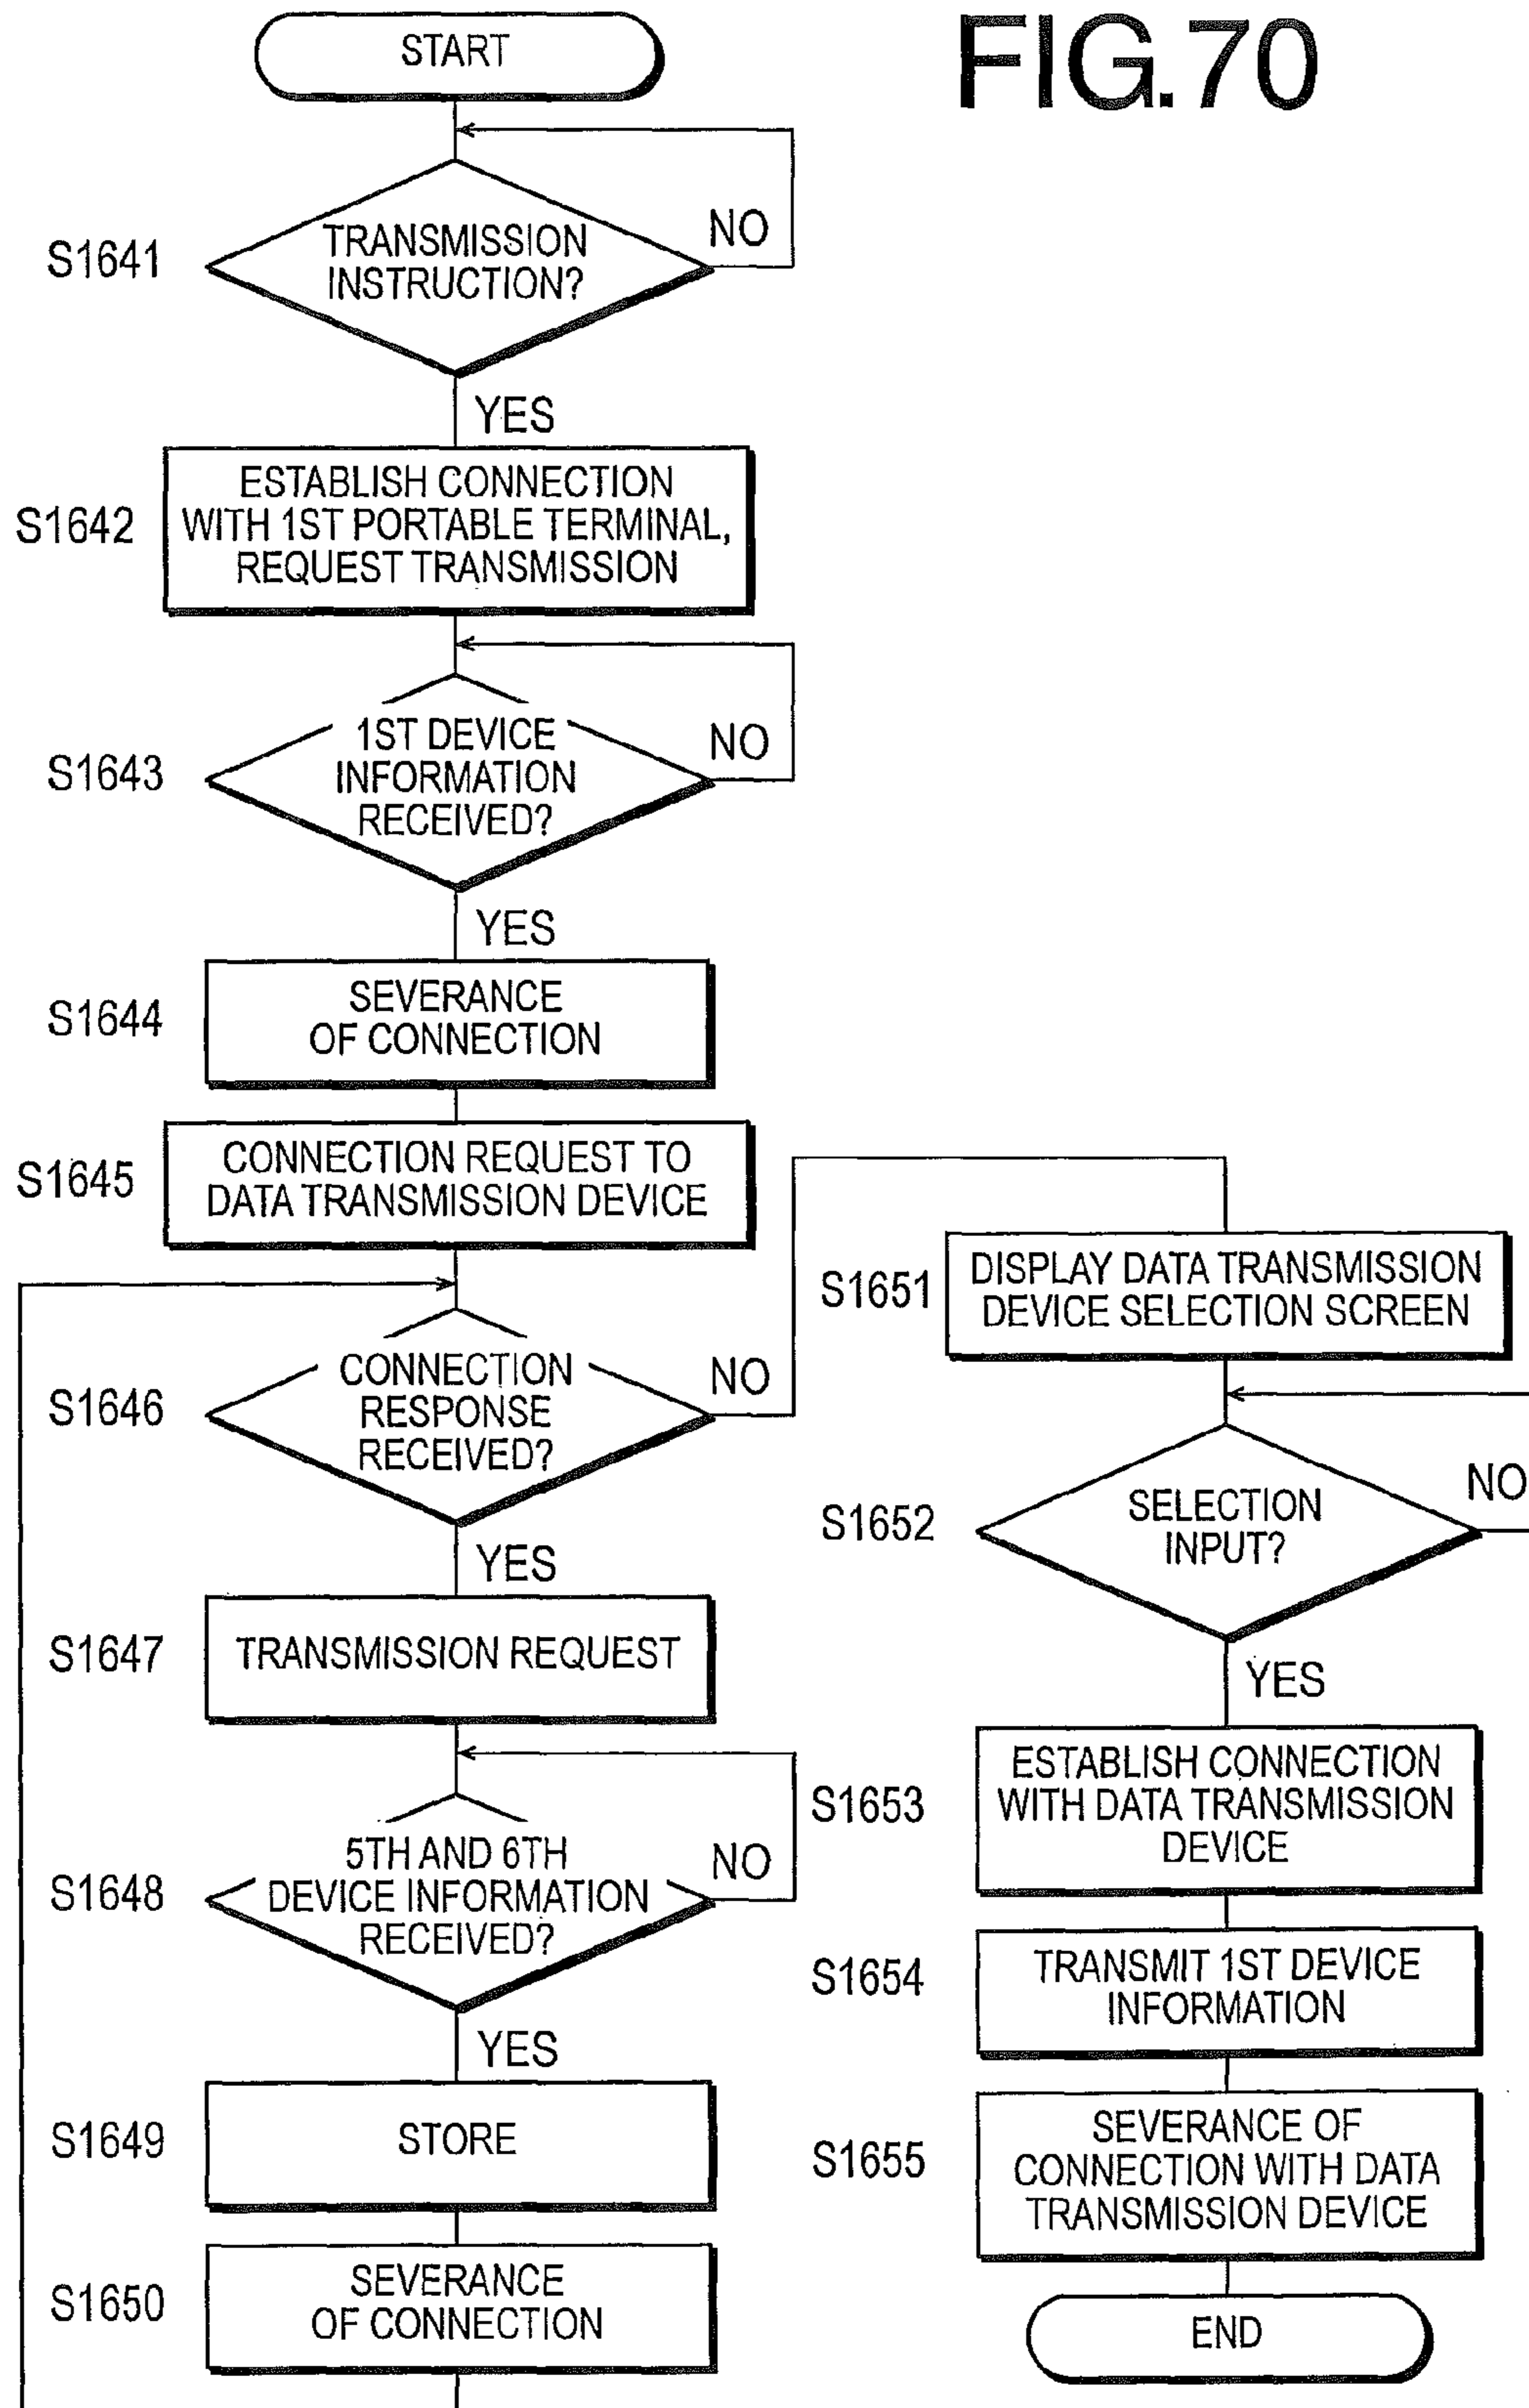 FIG.70
START
S1641
TRANSMISSION
INSTRUCTION?
NO
YES
S1642
ESTABLISH CONNECTION
WITH 1ST PORTABLE TERMINAL,
REQUEST TRANSMISSION
S1643
1ST DEVICE
INFORMATION
RECEIVED?
NO
YES
S1644
SEVERANCE
OF CONNECTION
S1645
CONNECTION REQUEST TO
DATA TRANSMISSION DEVICE
S1646
CONNECTION
RESPONSE
RECEIVED?
NO
YES
S1647
TRANSMISSION REQUEST
S1648
5TH AND 6TH
DEVICE INFORMATION
RECEIVED?
NO
YES
S1649
STORE
S1650
SEVERANCE
OF CONNECTION
S1651
DISPLAY DATA TRANSMISSION
DEVICE SELECTION SCREEN
S1652
SELECTION
INPUT?
NO
YES
S1653
ESTABLISH CONNECTION
WITH DATA TRANSMISSION
DEVICE
S1654
TRANSMIT 1ST DEVICE
INFORMATION
S1655
SEVERANCE OF
CONNECTION WITH DATA
TRANSMISSION DEVICE
END